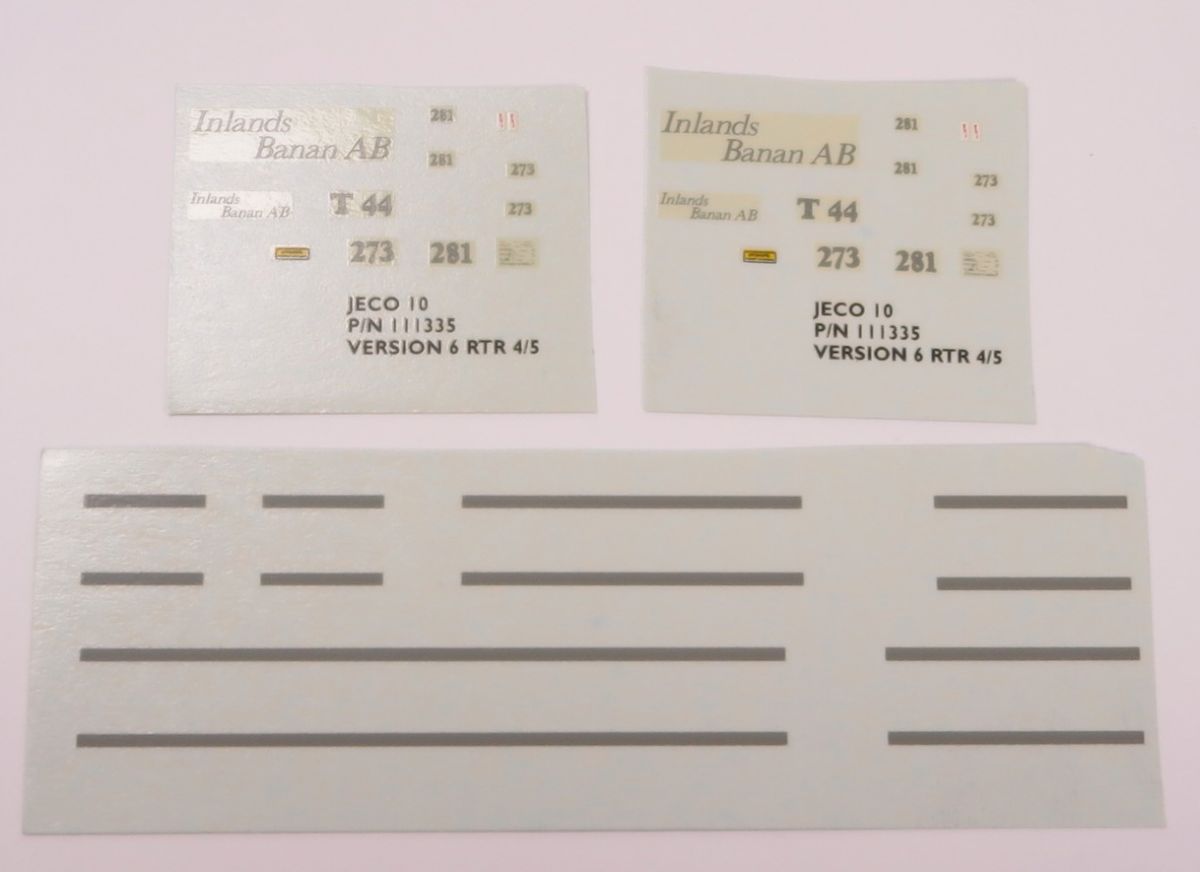 Inlands
Banan AB
281
281
273
Inlands
Banan AB
T 44
273
273
281
JECO 10
P/N 111335
VERSION 6 RTR 4/5
Inlands
Banan AB
281
281
273
Inlands
Banan AB
T 44
273
273
281
JECO 10
P/N 111335
VERSION 6 RTR 4/5